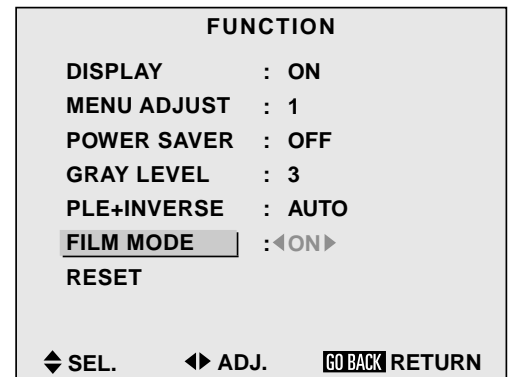 FUNCTION
DISPLAY : ON
MENU ADJUST : 1
POWER SAVER : OFF
GRAY LEVEL : 3
PLE+INVERSE : AUTO
FILM MODE :◀ON▶
RESET
SEL. ADJ. GO BACK RETURN